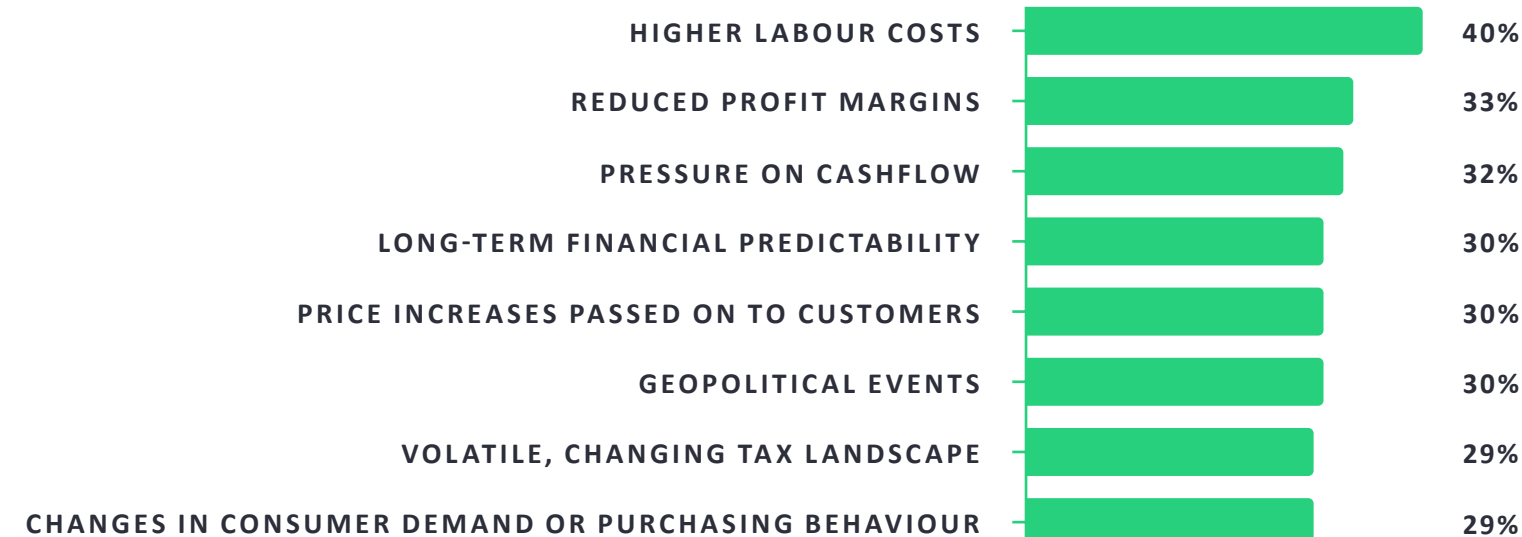 HIGHER LABOUR COSTS 40%
REDUCED PROFIT MARGINS 33%
PRESSURE ON CASHFLOW 32%
LONG-TERM FINANCIAL PREDICTABILITY 30%
PRICE INCREASES PASSED ON TO CUSTOMERS 30%
GEOPOLITICAL EVENTS 30%
VOLATILE, CHANGING TAX LANDSCAPE 29%
CHANGES IN CONSUMER DEMAND OR PURCHASING BEHAVIOUR 29%